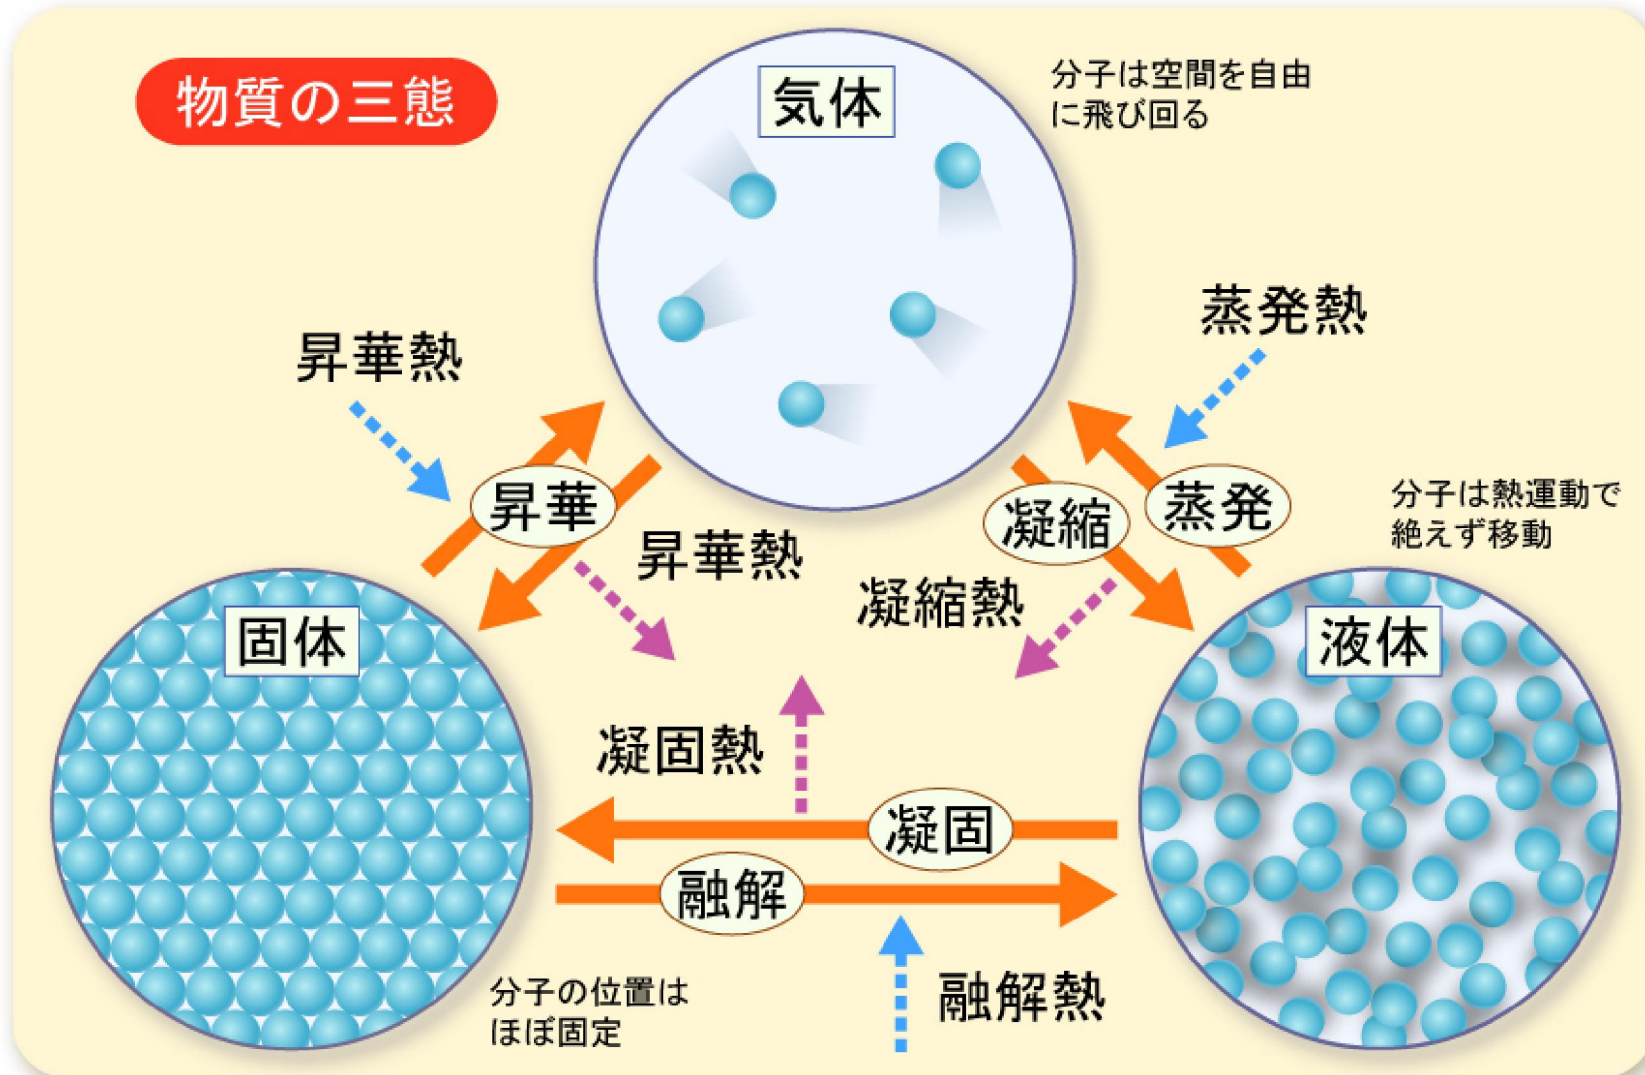 物質の三態
気体
分子は空間を自由
に飛び回る
昇華熱
蒸発熱
昇華
昇華熱
凝縮
蒸発
凝縮熱
分子は熱運動で
絶えず移動
固体
液体
凝固熱
凝固
融解
分子の位置は
ほぼ固定
融解熱